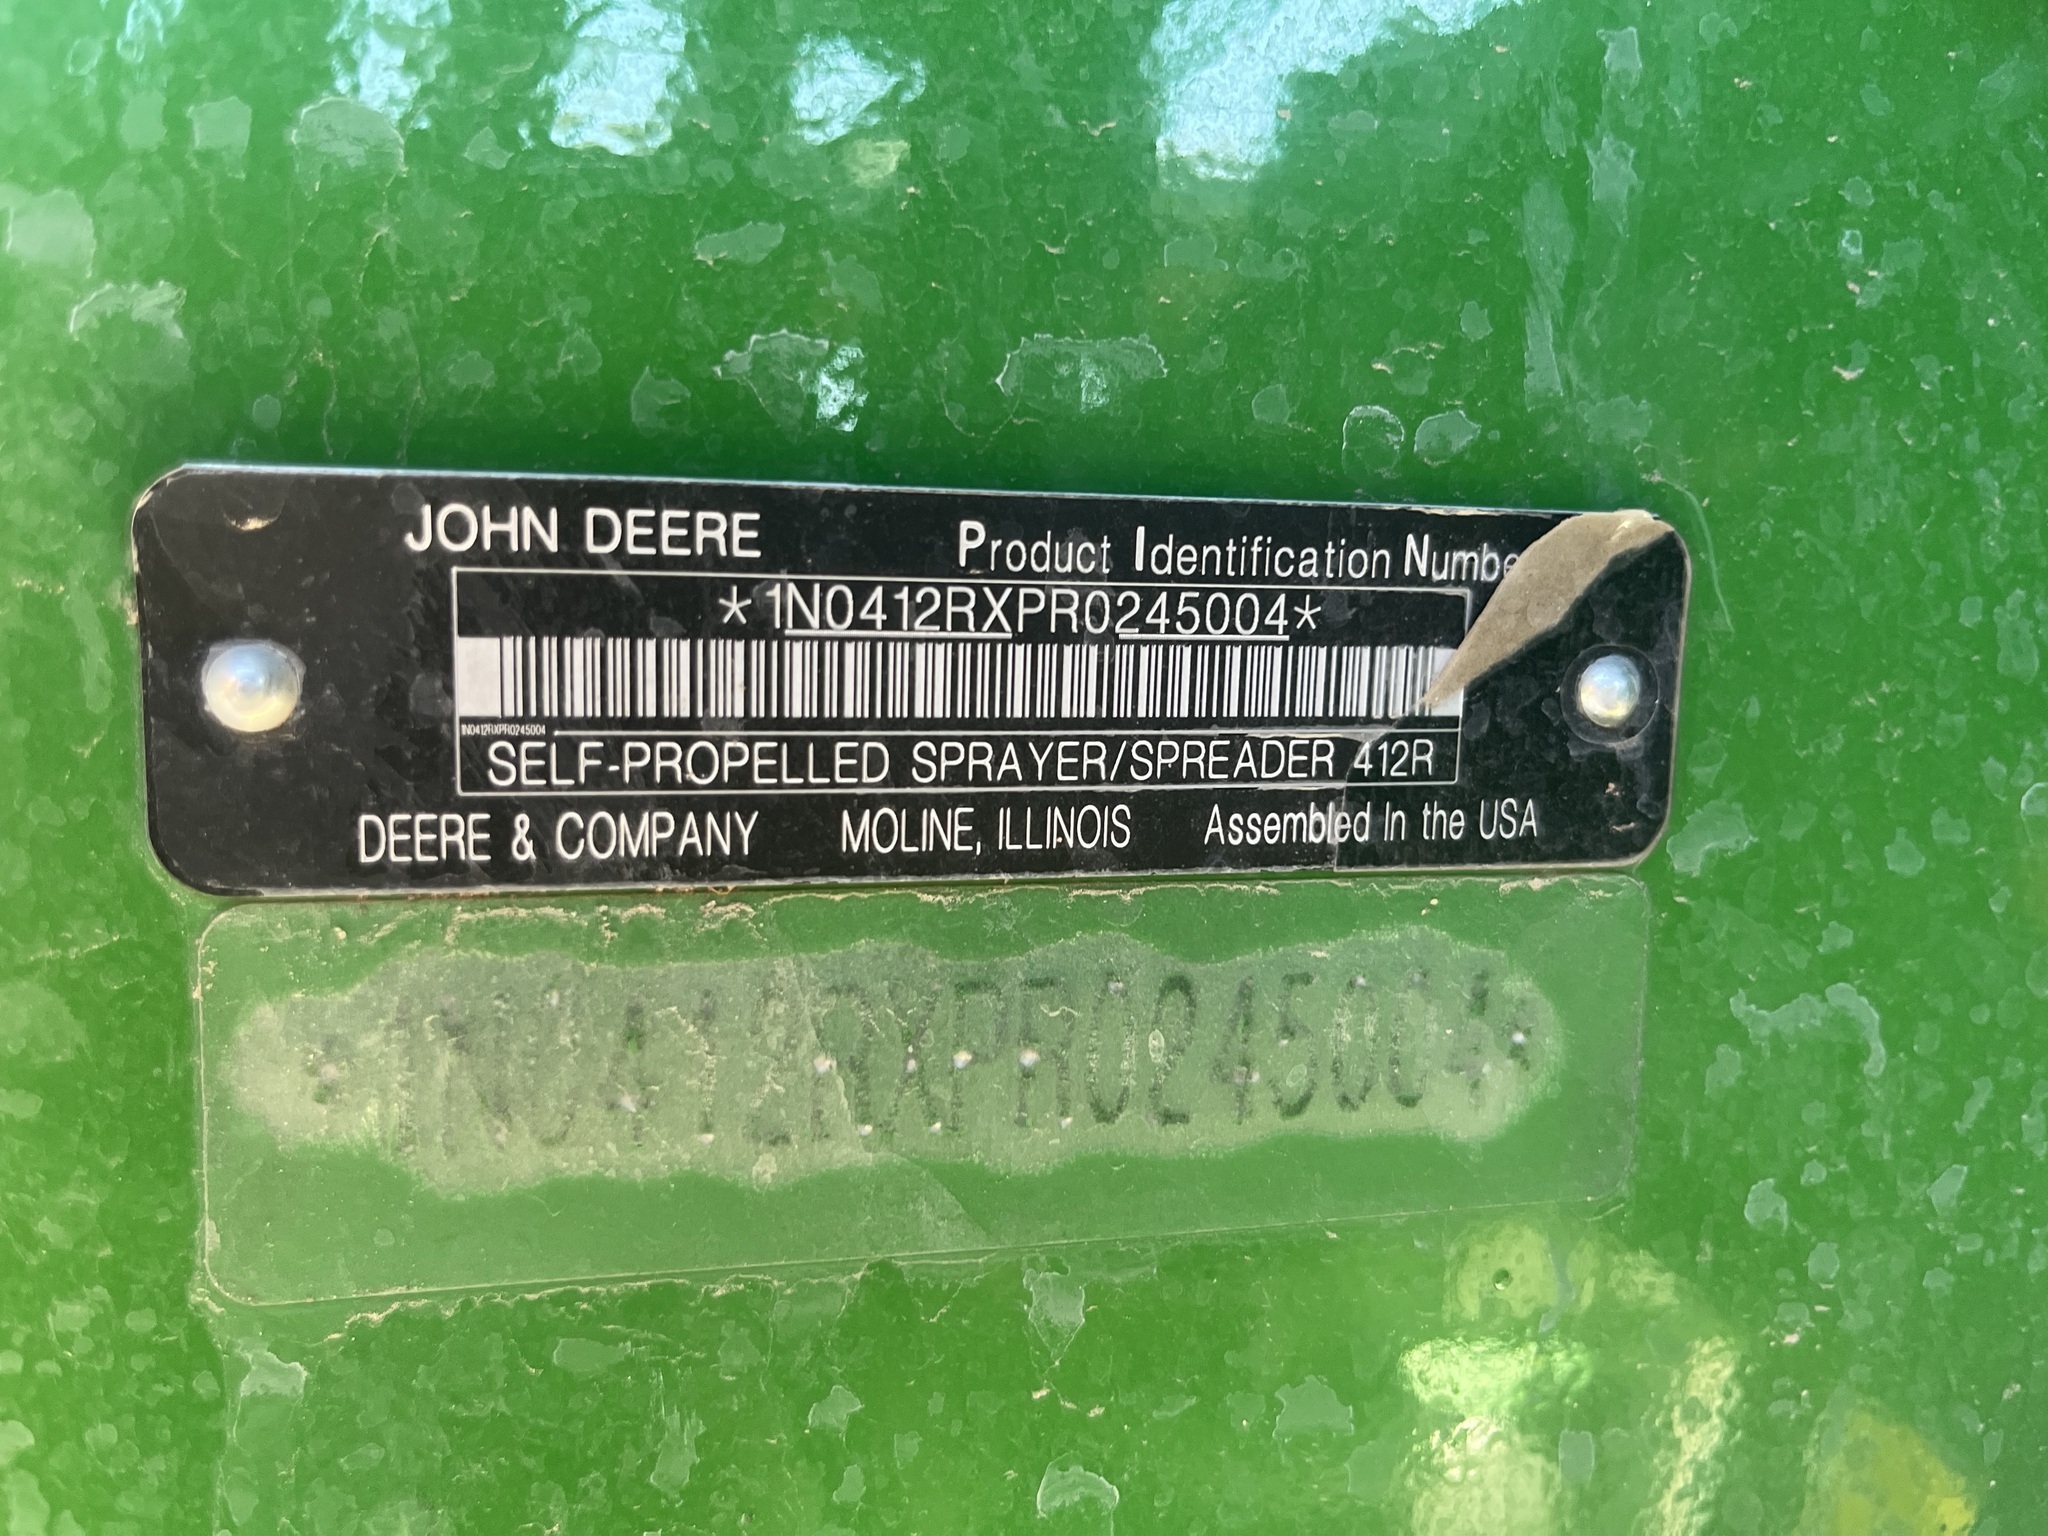 JOHN DEERE Product Identification Numbe
*1N0412RXPR0245004*
1N0412RXPR0245004
SELF-PROPELLED SPRAYER/SPREADER 412R
DEERE & COMPANY MOLINE, ILLINOIS Assembled In the USA
*1N0412RXPR0245004*